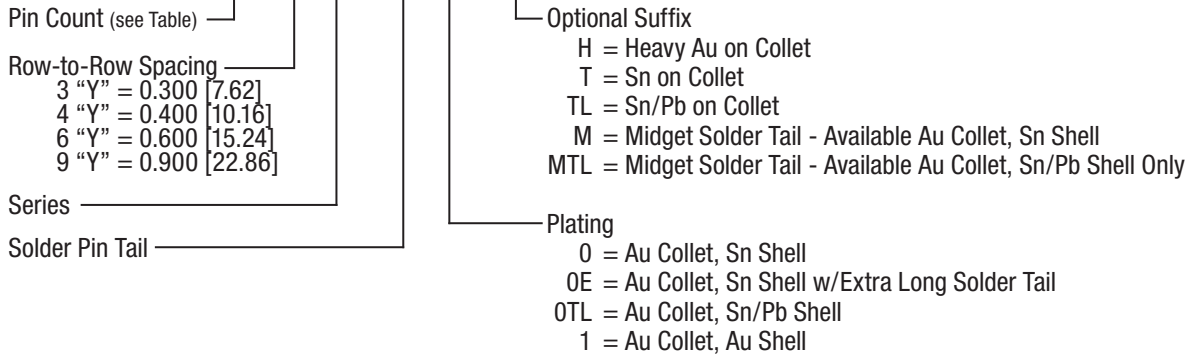 Pin Count (see Table)
Row-to-Row Spacing
3 “Y” = 0.300 [7.62]
4 “Y” = 0.400 [10.16]
6 “Y” = 0.600 [15.24]
9 “Y” = 0.900 [22.86]
Series
Solder Pin Tail
Optional Suffix
H = Heavy Au on Collet
T = Sn on Collet
TL = Sn/Pb on Collet
M = Midget Solder Tail - Available Au Collet, Sn Shell
MTL = Midget Solder Tail - Available Au Collet, Sn/Pb Shell Only
Plating
0 = Au Collet, Sn Shell
0E = Au Collet, Sn Shell w/Extra Long Solder Tail
0TL = Au Collet, Sn/Pb Shell
1 = Au Collet, Au Shell